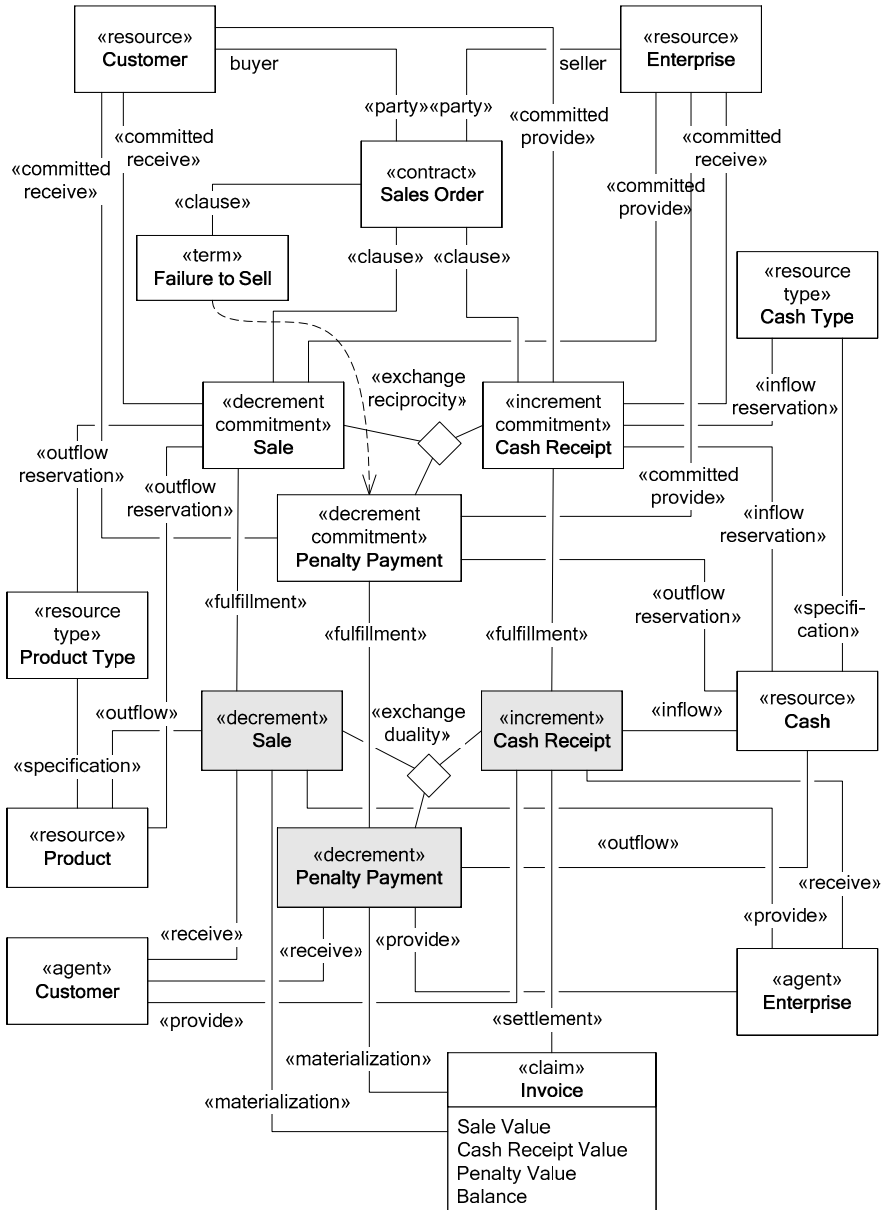 «resource»
Customer
«resource»
Enterprise
buyer
seller
«party»
«party»
«committed
provide»
«committed
receive»
«committed
receive»
«committed
receive»
«committed
provide»
«contract»
Sales Order
«clause»
«term»
Failure to Sell
«clause»
«clause»
«resource
type»
Cash Type
«exchange
reciprocity»
«decrement
commitment»
Sale
«increment
commitment»
Cash Receipt
«inflow
reservation»
«outflow
reservation»
«outflow
reservation»
«committed
provide»
«decrement
commitment»
Penalty Payment
«inflow
reservation»
«resource
type»
Product Type
«fulfillment»
«fulfillment»
«fulfillment»
«outflow
reservation»
«specifi-
cation»
«outflow»
«decrement»
Sale
«exchange
duality»
«increment»
Cash Receipt
«inflow»
«resource»
Cash
«specification»
«resource»
Product
«decrement»
Penalty Payment
«outflow»
«receive»
«provide»
«receive»
«receive»
«provide»
«agent»
Customer
«agent»
Enterprise
«provide»
«settlement»
«materialization»
«materialization»
«claim»
Invoice
Sale Value
Cash Receipt Value
Penalty Value
Balance